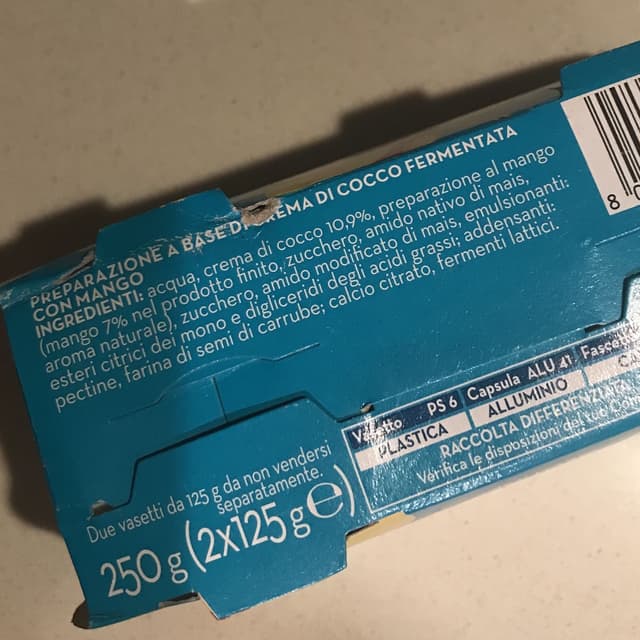 PREPARAZIONE A BASE DI CREMA DI COCCO FERMENTATA
CON MANGO
INGREDIENTI: acqua, crema di cocco 10,9%, preparazione al mango
(mango 7% nel prodotto finito, zucchero, amido nativo di mais,
aroma naturale), zucchero, amido modificato di mais, emulsionanti:
esteri citrici dei mono e digliceridi degli acidi grassi; addensanti:
pectine, farina di semi di carrube; calcio citrato, fermenti lattici.
8
Vasetto PS 6 Capsula ALU 41
PLASTICA ALLUMINIO
RACCOLTA DIFFERENZIATA
Verifica le disposizioni del tuo
Due vasetti da 125 g da non vendersi
separatamente.
250 g (2x125 g ℮)